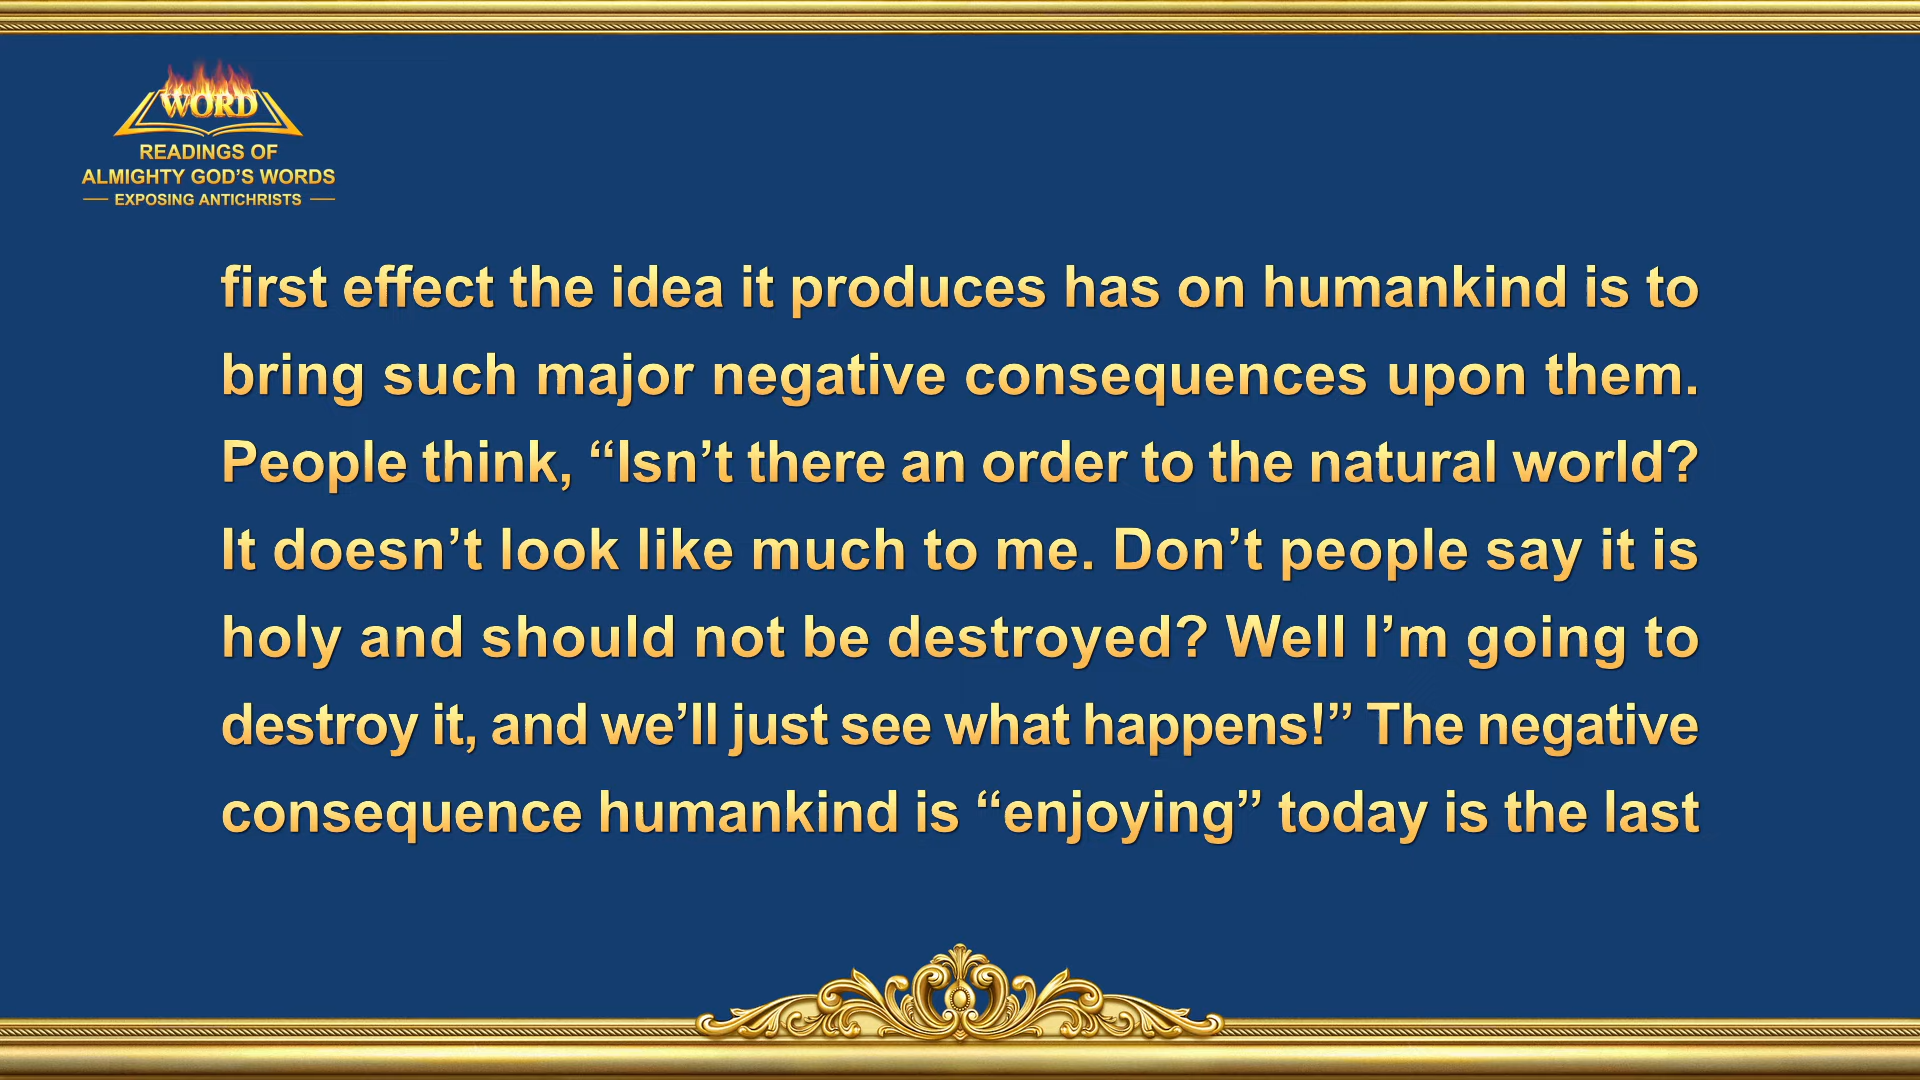 WORD
READINGS OF
ALMIGHTY GOD’S WORDS
EXPOSING ANTICHRISTS
first effect the idea it produces has on humankind is to
bring such major negative consequences upon them.
People think, “Isn’t there an order to the natural world?
It doesn’t look like much to me. Don’t people say it is
holy and should not be destroyed? Well I’m going to
destroy it, and we’ll just see what happens!” The negative
consequence humankind is “enjoying” today is the last